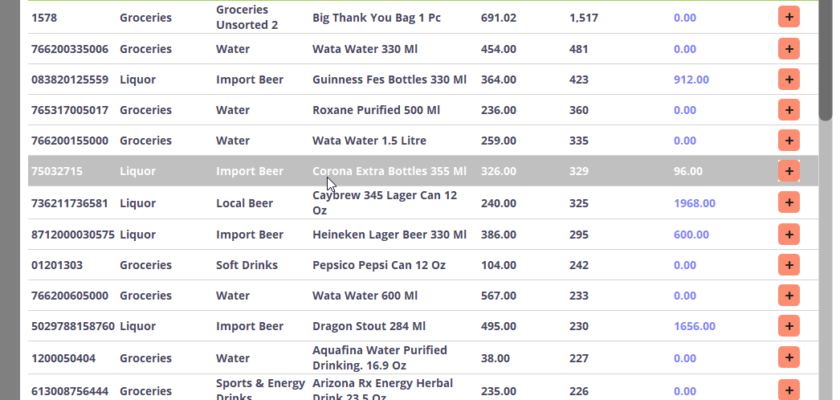 1578 Groceries Groceries Unsorted 2 Big Thank You Bag 1 Pc 691.02 1,517 0.00 +
766200335006 Groceries Water Wata Water 330 Ml 454.00 481 0.00 +
083820125559 Liquor Import Beer Guinness Fes Bottles 330 Ml 364.00 423 912.00 +
765317005017 Groceries Water Roxane Purified 500 Ml 236.00 360 0.00 +
766200155000 Groceries Water Wata Water 1.5 Litre 259.00 335 0.00 +
75032715 Liquor Import Beer Corona Extra Bottles 355 Ml 326.00 329 96.00 +
736211736581 Liquor Local Beer Caybrew 345 Lager Can 12 Oz 240.00 325 1968.00 +
8712000030575 Liquor Import Beer Heineken Lager Beer 330 Ml 386.00 295 600.00 +
01201303 Groceries Soft Drinks Pepsico Pepsi Can 12 Oz 104.00 242 0.00 +
766200605000 Groceries Water Wata Water 600 Ml 567.00 233 0.00 +
5029788158760 Liquor Import Beer Dragon Stout 284 Ml 495.00 230 1656.00 +
1200050404 Groceries Water Aquafina Water Purified Drinking. 16.9 Oz 38.00 227 0.00 +
613008756444 Groceries Sports & Energy Drinks Arizona Rx Energy Herbal Drink 23.5 Oz 235.00 226 0.00 +